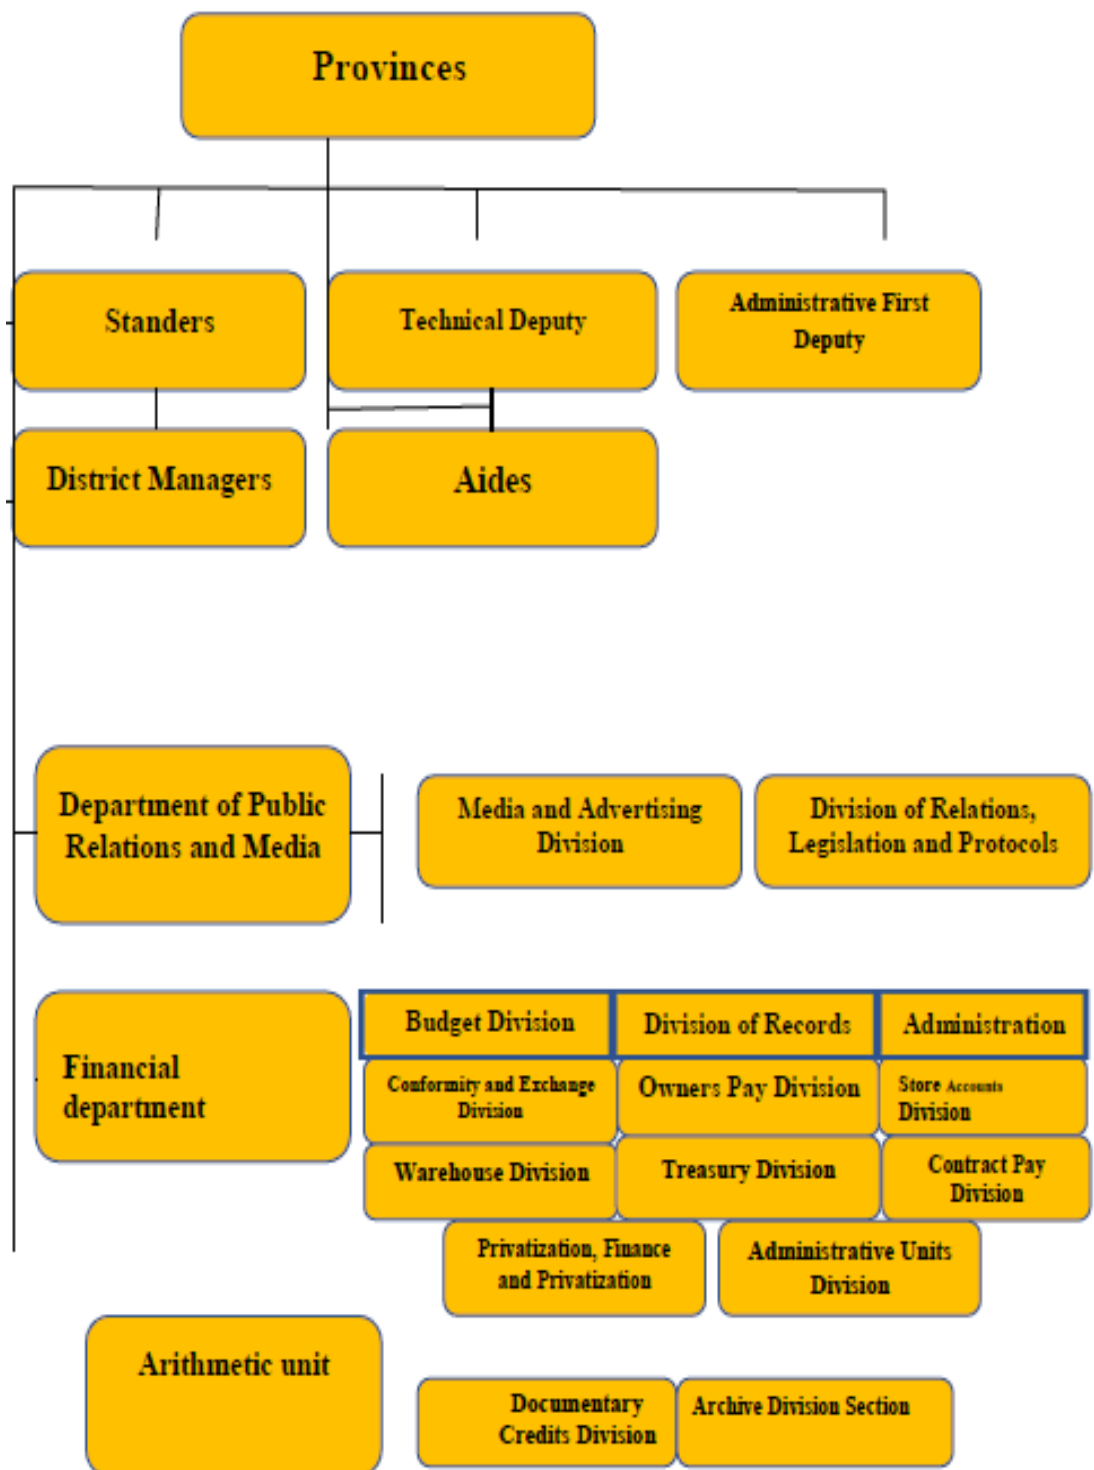 Provinces
Standers
Technical Deputy
Administrative First
Deputy
District Managers
Aides
Department of Public
Relations and Media
Media and Advertising
Division
Division of Relations,
Legislation and Protocols
Financial
department
Budget Division
Division of Records
Administration
Conformity and Exchange
Division
Owners Pay Division
Store Accounts
Division
Warehouse Division
Treasury Division
Contract Pay
Division
Privatization, Finance
and Privatization
Administrative Units
Division
Arithmetic unit
Documentary
Credits Division
Archive Division Section